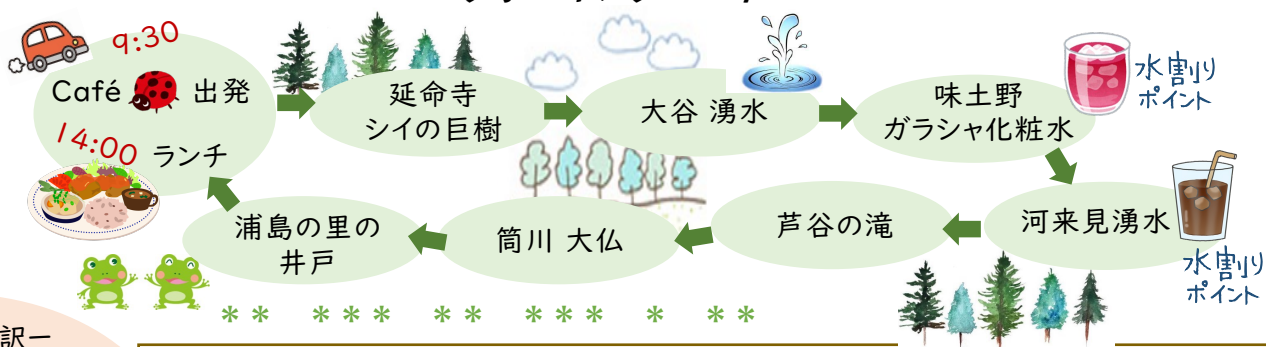 9:30
Café 出発
14:00 ランチ
延命寺
シイの巨樹
大谷 湧水
味土野
ガラシャ化粧水
水割り
ポイント
河来見湧水
水割り
ポイント
芦谷の滝
筒川 大仏
浦島の里の
井戸
** *** ** *** * **
訳ー